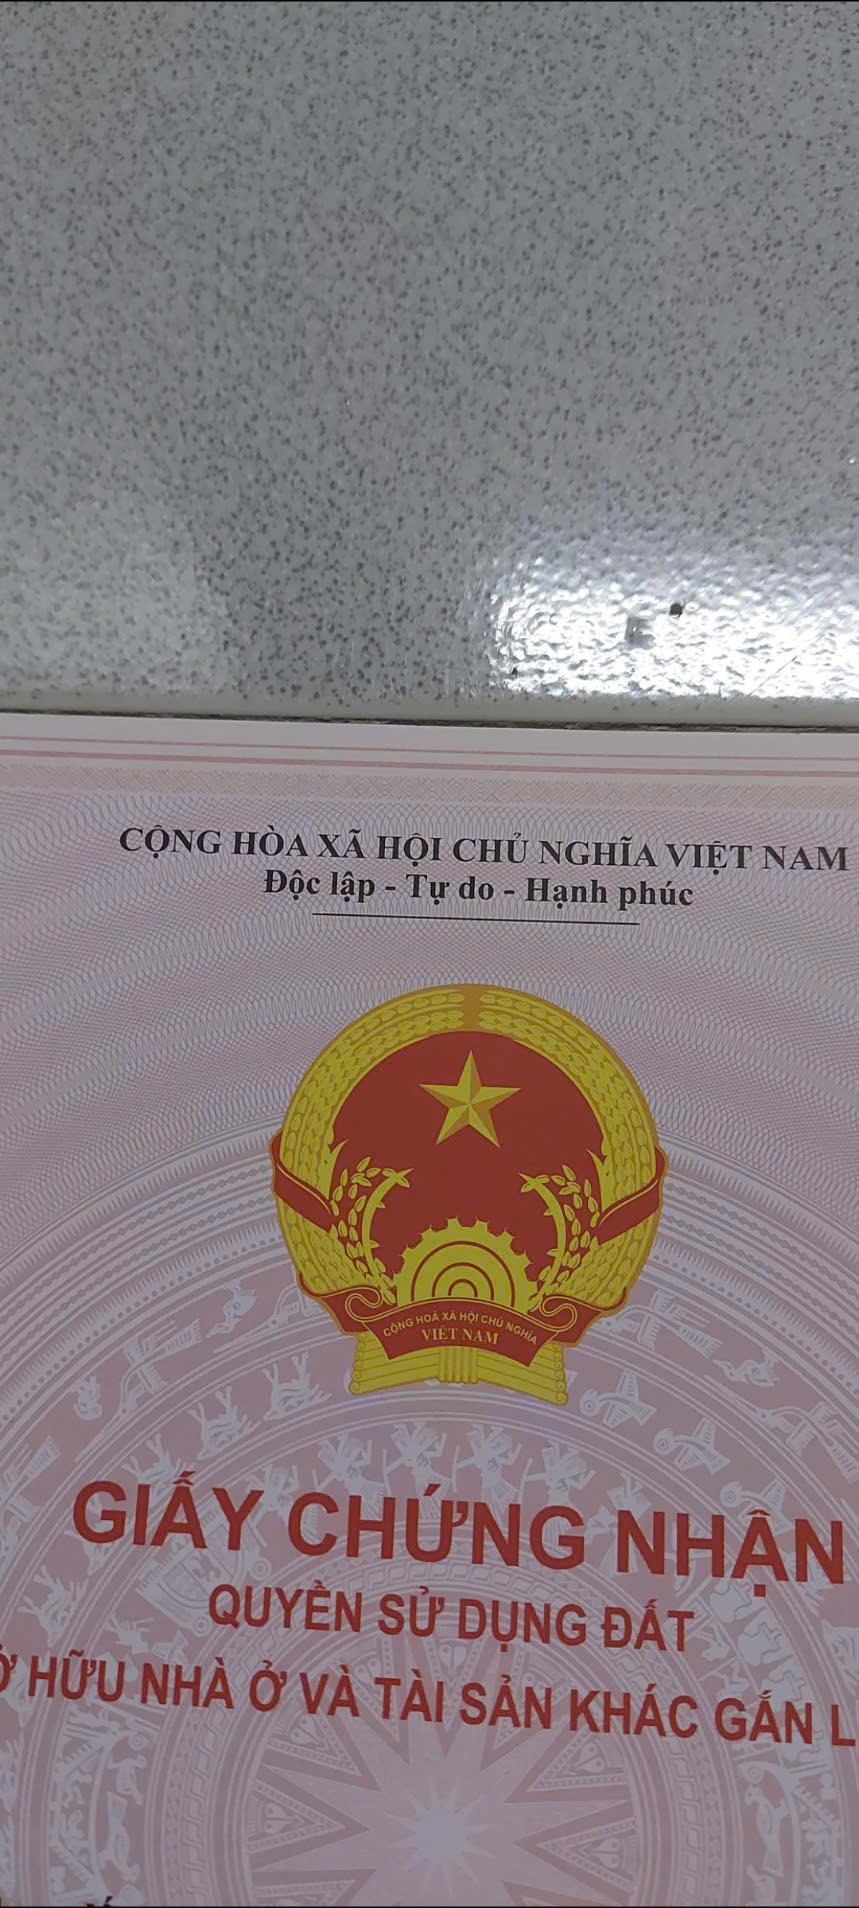 CỘNG HÒA XÃ HỘI CHỦ NGHĨA VIỆT NAM
Độc lập - Tự do - Hạnh phúc
CỘNG HOÀ XÃ HỘI CHỦ NGHĨA
VIỆT NAM
GIẤY CHỨNG NHẬN
QUYỀN SỬ DỤNG ĐẤT
HỮU NHÀ Ở VÀ TÀI SẢN KHÁC GẮN L